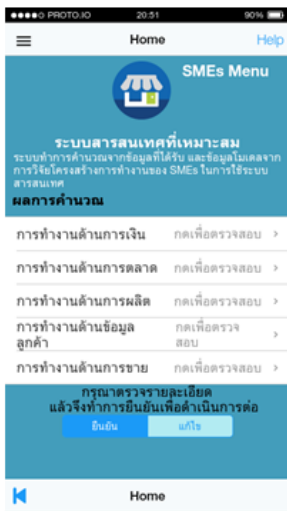 PROTO.IO 20:51 90%
Home Help
SMEs Menu
ระบบสารสนเทศที่เหมาะสม
ระบบทำการคำนวณจากข้อมูลที่ได้รับ และข้อมูลโมเดลจาก
การวิจัยโครงสร้างการทำงานของ SMEs ในการใช้ระบบ
สารสนเทศ
ผลการคำนวณ
การทำงานด้านการเงิน กดเพื่อตรวจสอบ
การทำงานด้านการตลาด กดเพื่อตรวจสอบ
การทำงานด้านการผลิต กดเพื่อตรวจสอบ
การทำงานด้านข้อมูล กดเพื่อตรวจ
ลูกค้า สอบ
การทำงานด้านการขาย กดเพื่อตรวจสอบ
กรุณาตรวจรายละเอียด
แล้วจึงทำการยืนยันเพื่อดำเนินการต่อ
ยืนยัน แก้ไข
Home